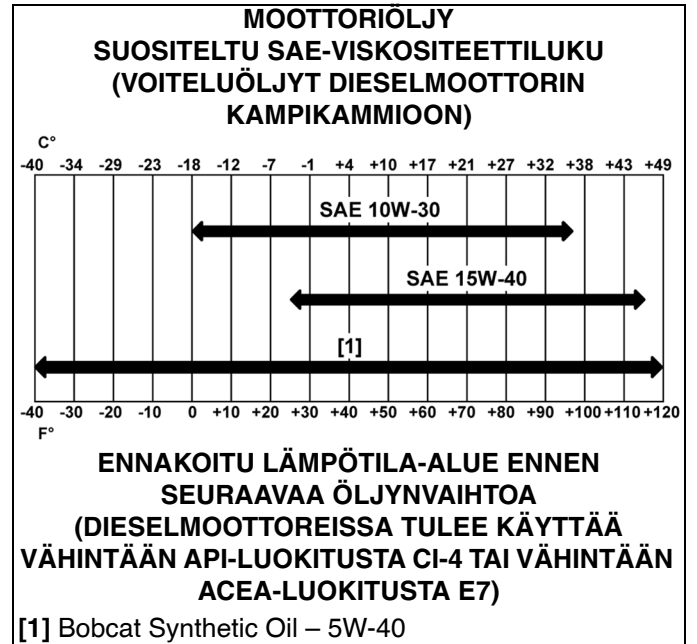 MOOTTORIÖLJY
SUOSITELTU SAE-VISKOSITEETTILUKU
(VOITELUÖLJYT DIESELMOOTTORIN
KAMPIKAMMIOON)
C°
-40 -34 -29 -23 -18 -12 -7 -1 +4 +10 +17 +21 +27 +32 +38 +43 +49
SAE 10W-30
SAE 15W-40
[1]
-40 -30 -20 -10 0 +10 +20 +30 +40 +50 +60 +70 +80 +90 +100 +110 +120
F°
ENNAKOITU LÄMPÖTILA-ALUE ENNEN
SEURAAVAA ÖLJYNVAIHTOA
(DIESELMOOTTOREISSA TULEE KÄYTTÄÄ
VÄHINTÄÄN API-LUOKITUSTA CI-4 TAI VÄHINTÄÄN
ACEA-LUOKITUSTA E7)
[1] Bobcat Synthetic Oil – 5W-40